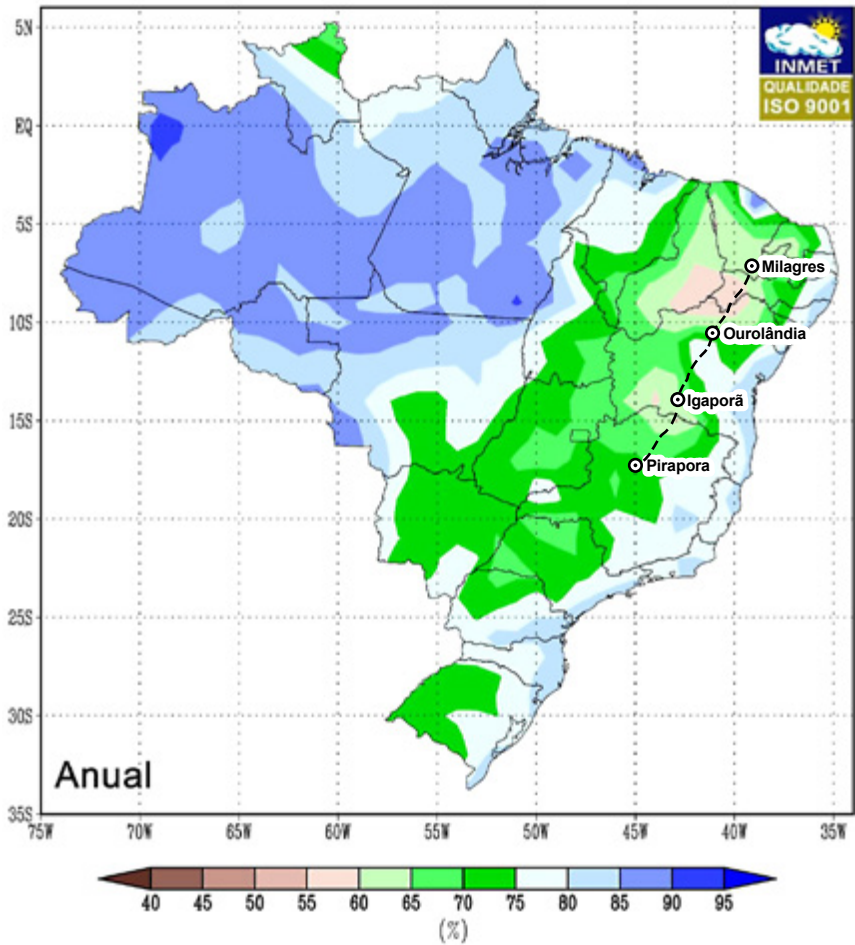 5N
INMET
QUALIDADE
ISO 9001
EQ
5S
Milagres
10S
Ourolândia
Igaporã
15S
Pirapora
20S
25S
30S
Anual
35S
75W 70W 65W 60W 55W 50W 45W 40W 35W
40 45 50 55 60 65 70 75 80 85 90 95
(%)